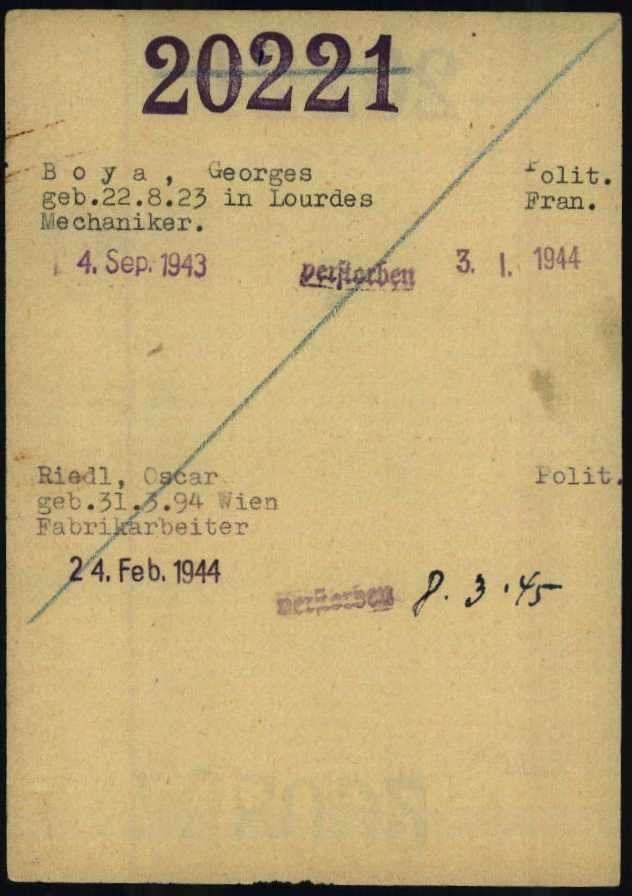 20221
B o y a , Georges Polit.
geb.22.8.23 in Lourdes Fran.
Mechaniker.
4. Sep. 1943 verstorben 3. 1. 1944
Riedl, Oscar Polit.
geb.31.3.94 Wien
Fabrikarbeiter
24. Feb. 1944
verstorben 8. 3. 45